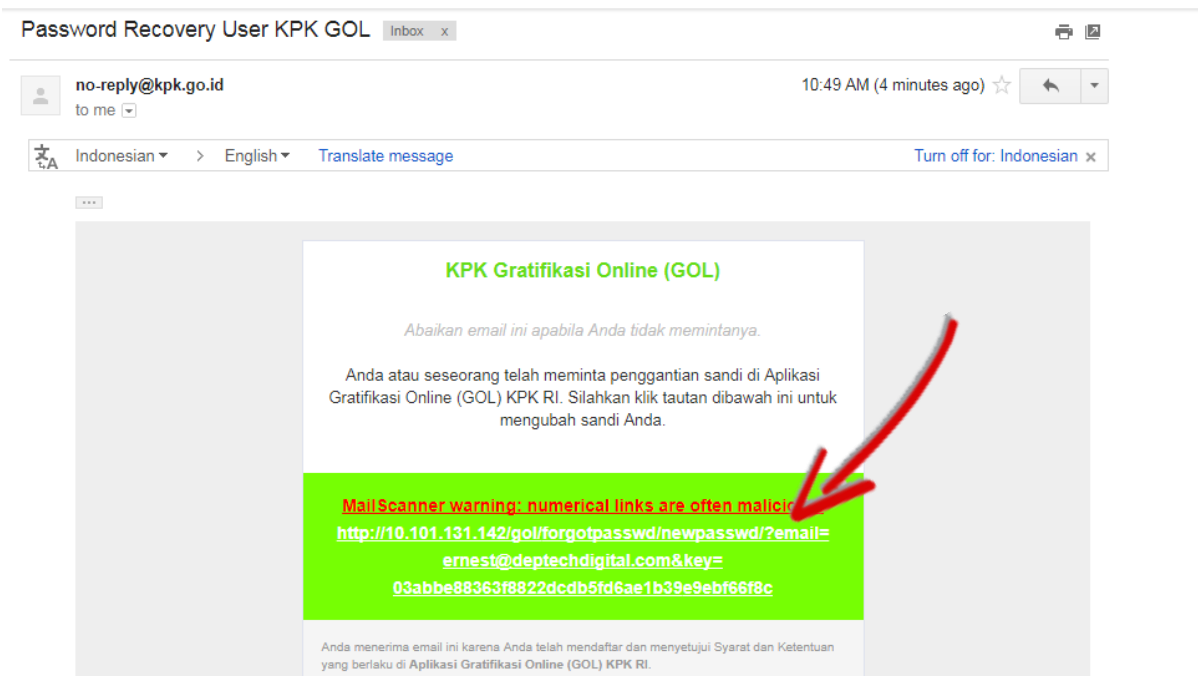 Password Recovery User KPK GOL Inbox x
no-reply@kpk.go.id 10:49 AM (4 minutes ago)
to me
Indonesian > English Translate message Turn off for: Indonesian x
...
KPK Gratifikasi Online (GOL)
Abaikan email ini apabila Anda tidak memintanya.
Anda atau seseorang telah meminta penggantian sandi di Aplikasi
Gratifikasi Online (GOL) KPK RI. Silahkan klik tautan dibawah ini untuk
mengubah sandi Anda.
MailScanner warning: numerical links are often
http://10.101.131.142/gol/forgotpasswd/newpasswd/?email=
ernest@deptechdigital.com&key=
03abbe88363f8822dcdb5fd6ae1b39e9ebf66f8c
Anda menerima email ini karena Anda telah mendaftar dan menyetujui Syarat dan Ketentuan
yang berlaku di Aplikasi Gratifikasi Online (GOL) KPK RI.